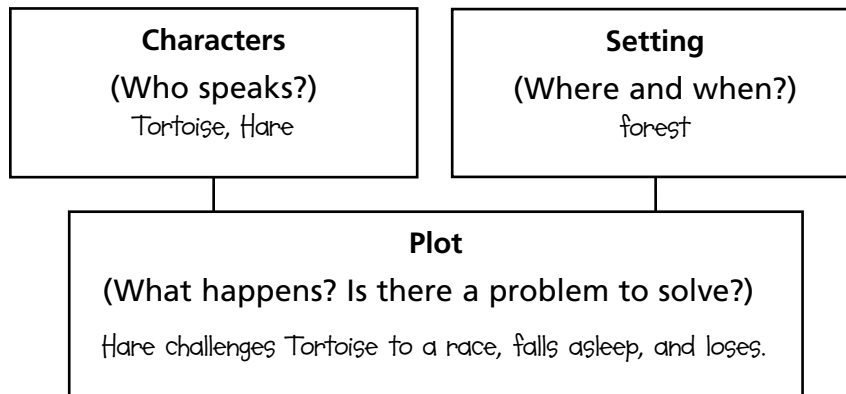 Characters
(Who speaks?)
Tortoise, Hare
Setting
(Where and when?)
forest
Plot
(What happens? Is there a problem to solve?)
Hare challenges Tortoise to a race, falls asleep, and loses.